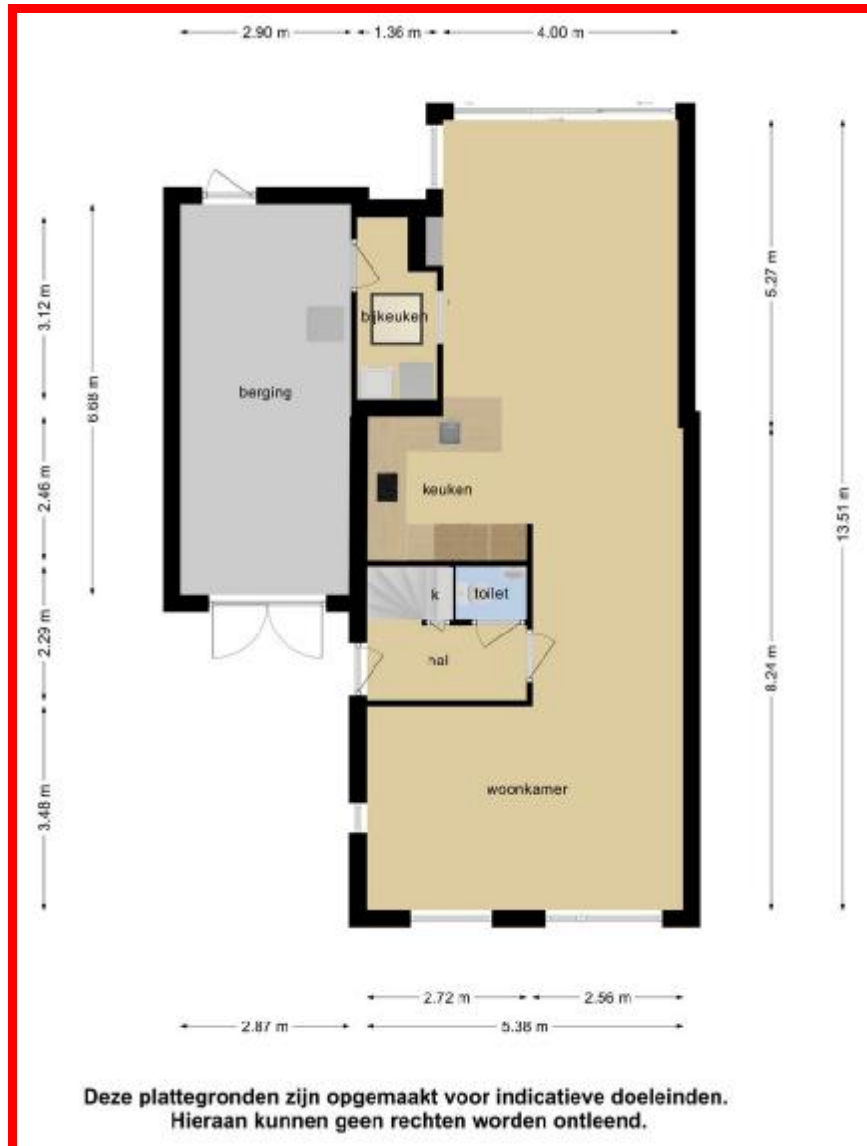 2.90 m
1.36 m
4.00 m
3.12 m
6.68 m
2.46 m
2.29 m
3.48 m
5.27 m
13.51 m
8.24 m
bijkeuken
berging
keuken
k
toilet
hal
woonkamer
2.72 m
2.56 m
2.87 m
5.38 m
Deze plattegronden zijn opgemaakt voor indicatieve doeleinden.
Hieraan kunnen geen rechten worden ontleend.